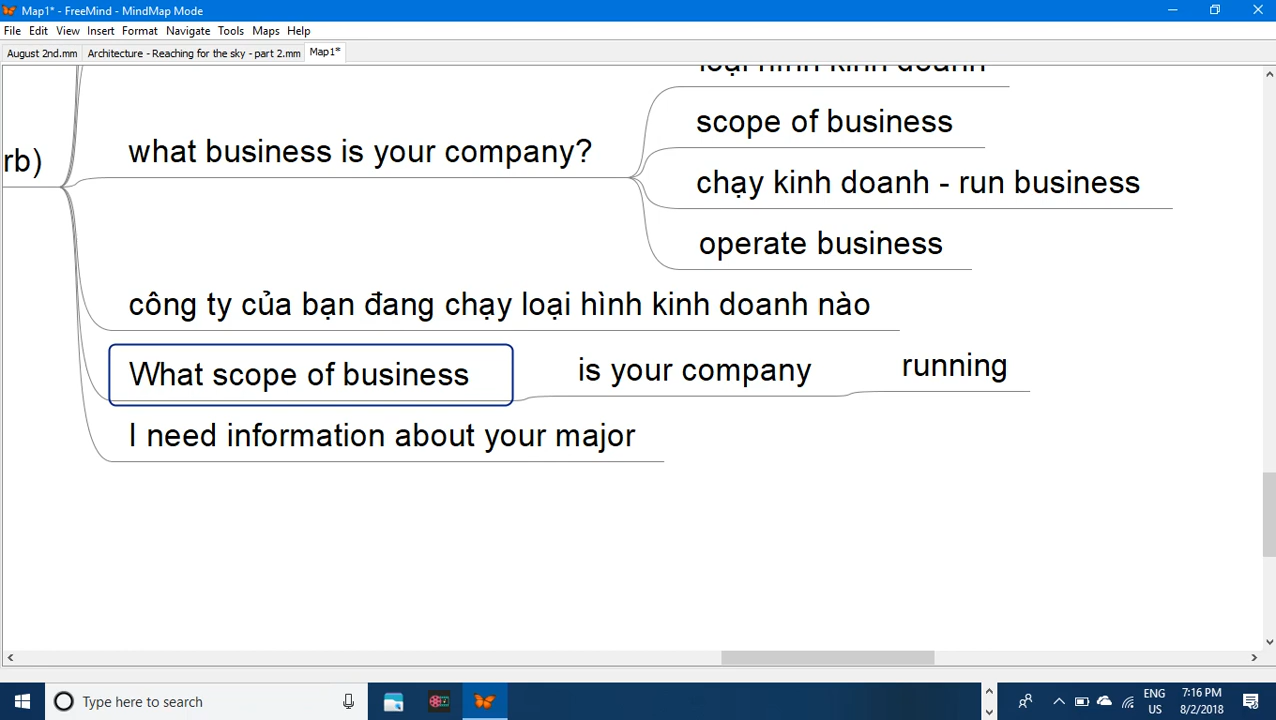 Map1* - FreeMind - MindMap Mode
File Edit View Insert Format Navigate Tools Maps Help
August 2nd.mm Architecture - Reaching for the sky - part 2.mm Map1*
loại hình kinh doanh
scope of business
what business is your company?
rb)
chạy kinh doanh - run business
operate business
công ty của bạn đang chạy loại hình kinh doanh nào
What scope of business is your company running
I need information about your major
Type here to search
ENG
US
7:16 PM
8/2/2018